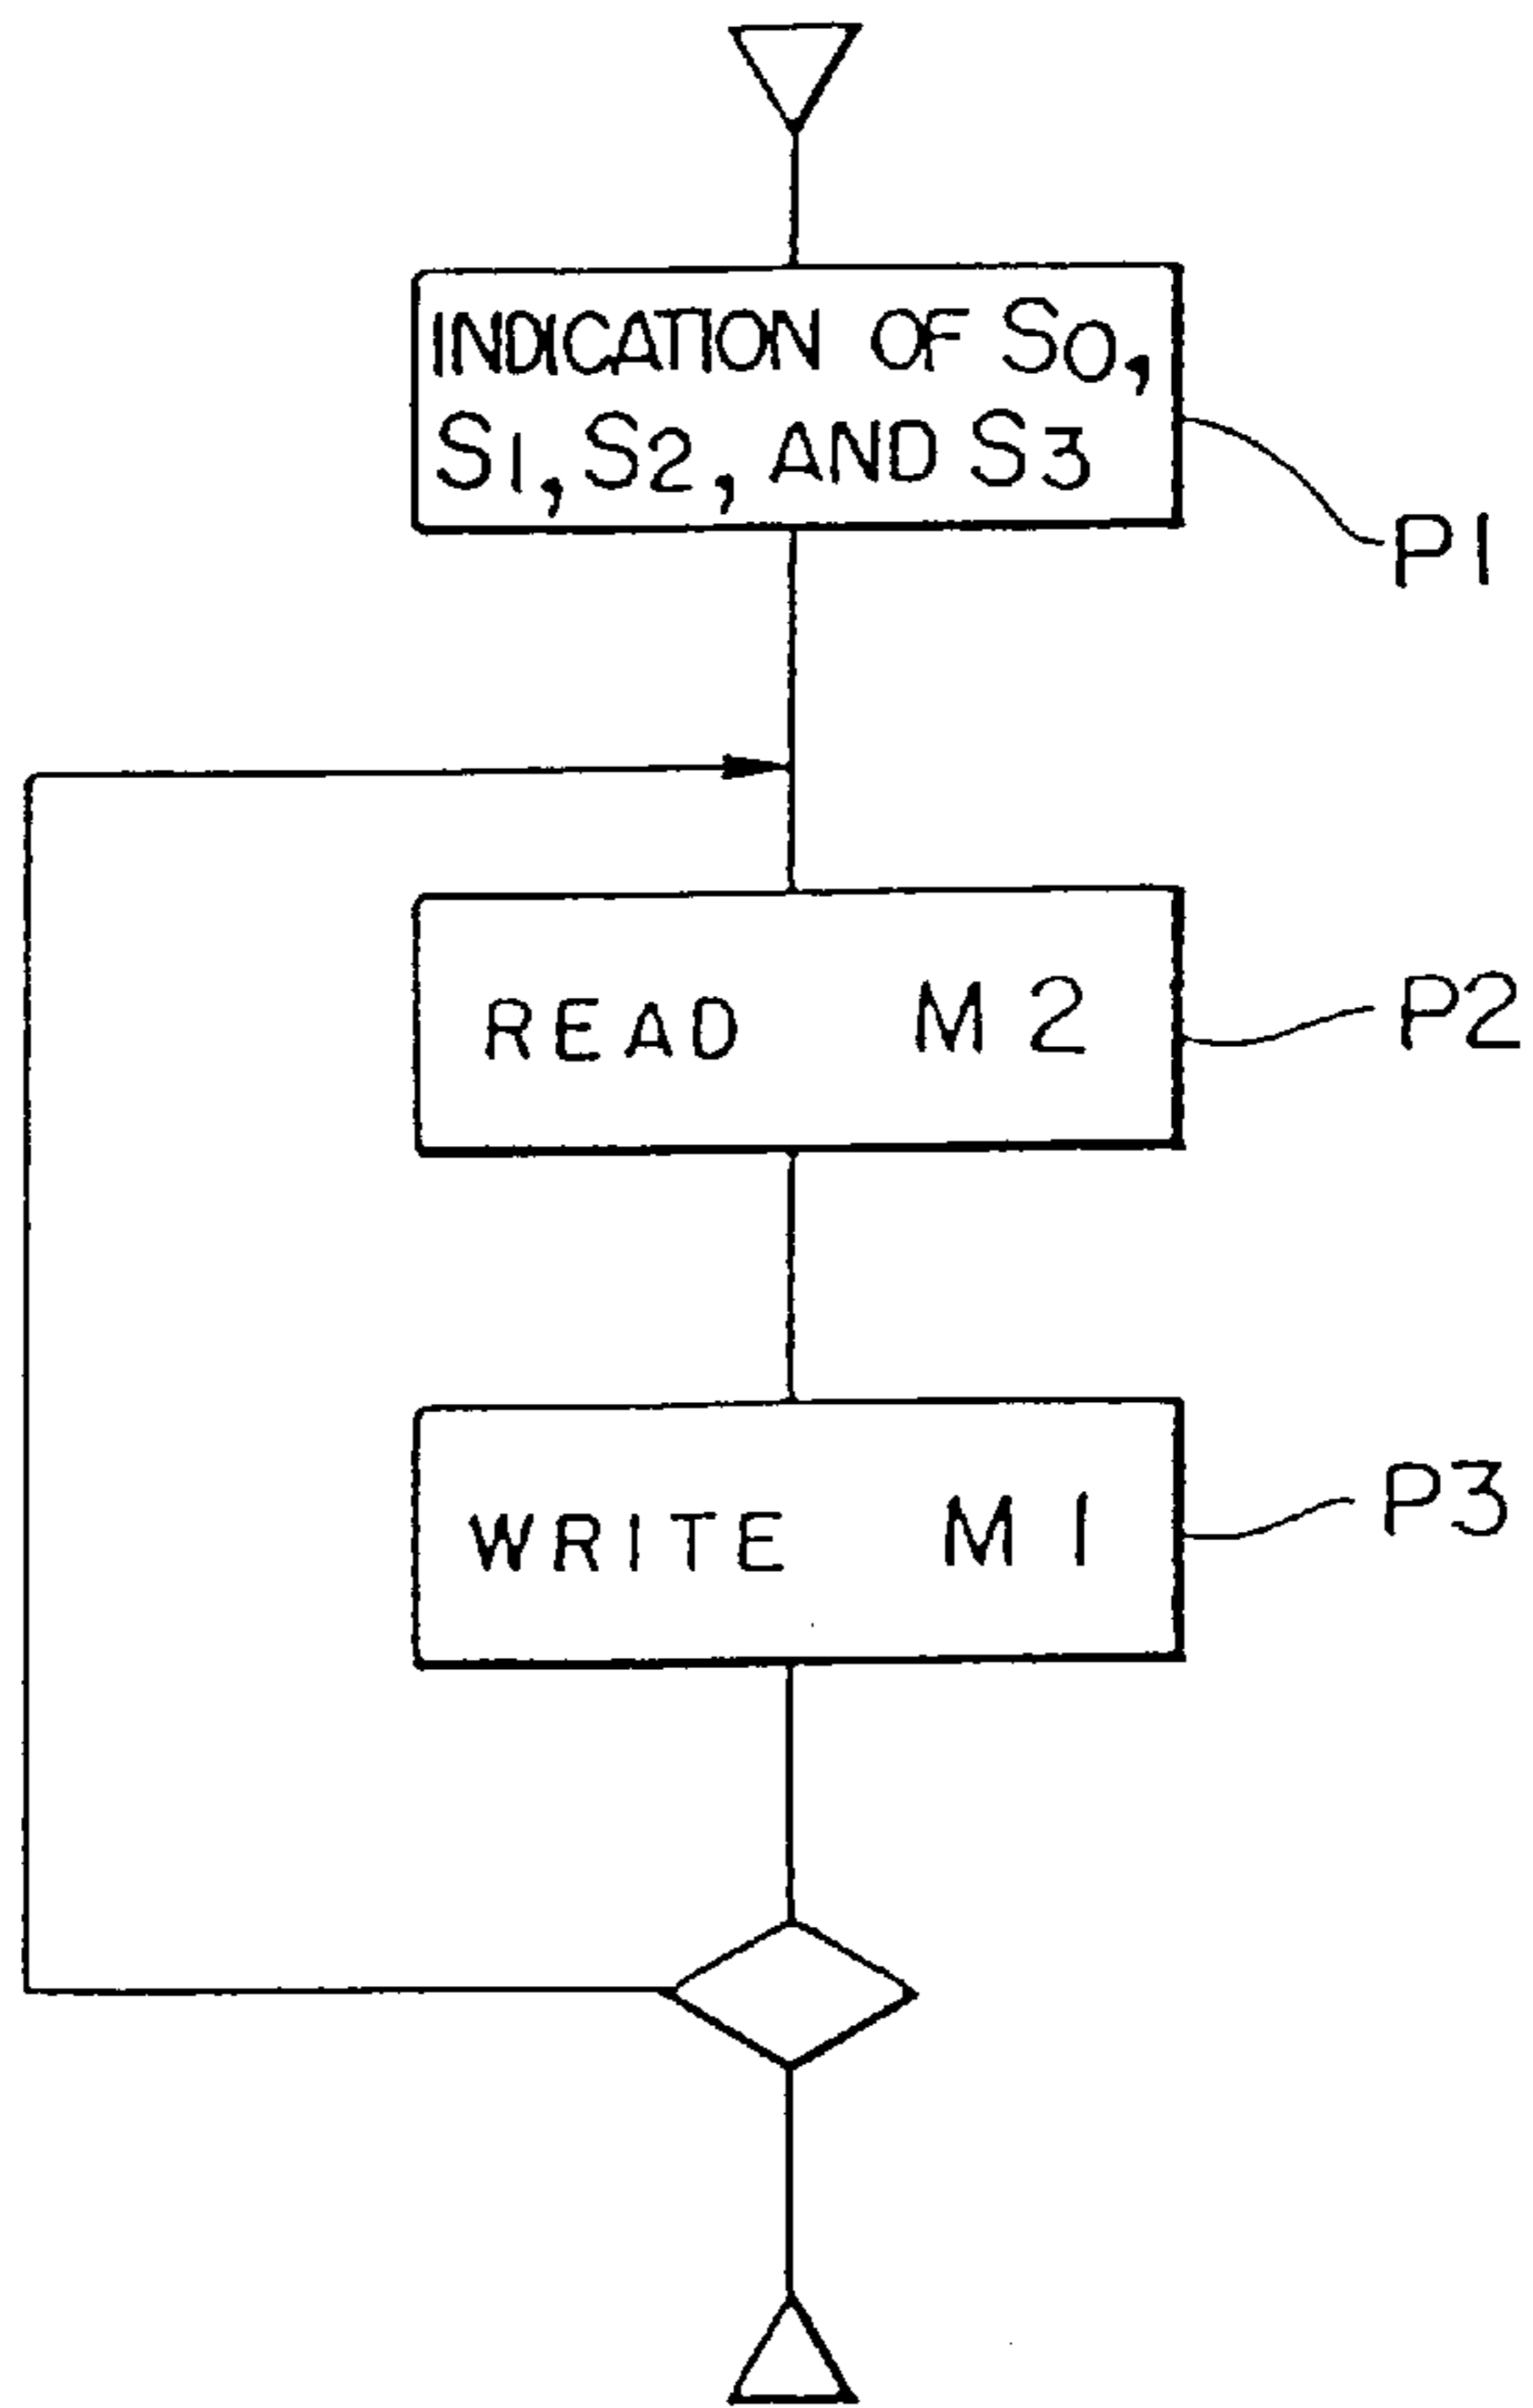 INDICATION OF S0,
S1, S2, AND S3
P1
READ M2
P2
WRITE M1
P3